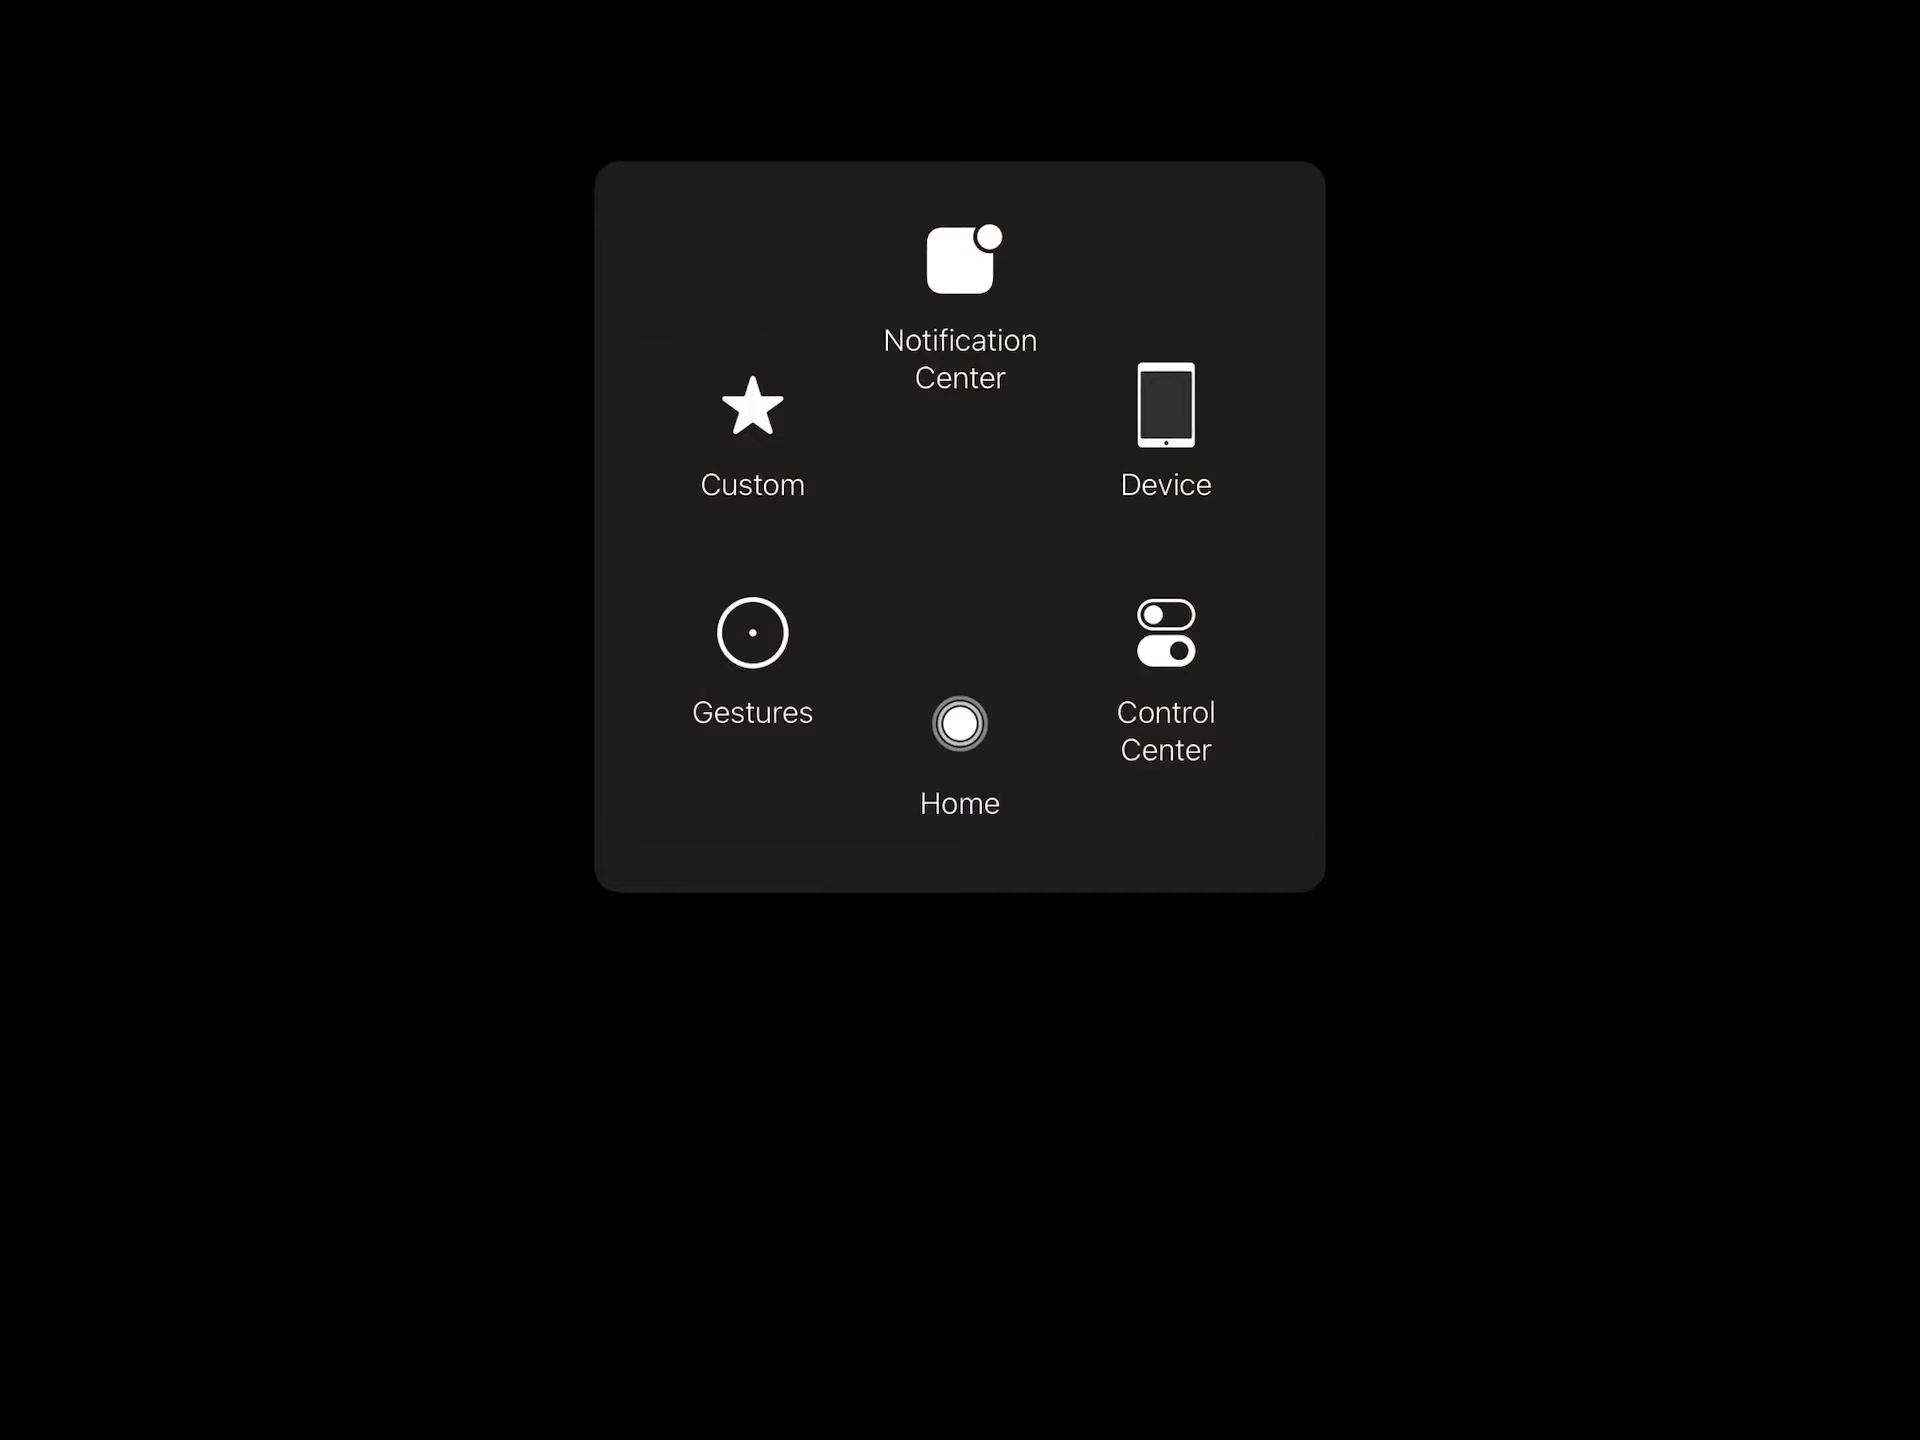 Notification
Center
Custom
Device
Gestures
Control
Center
Home